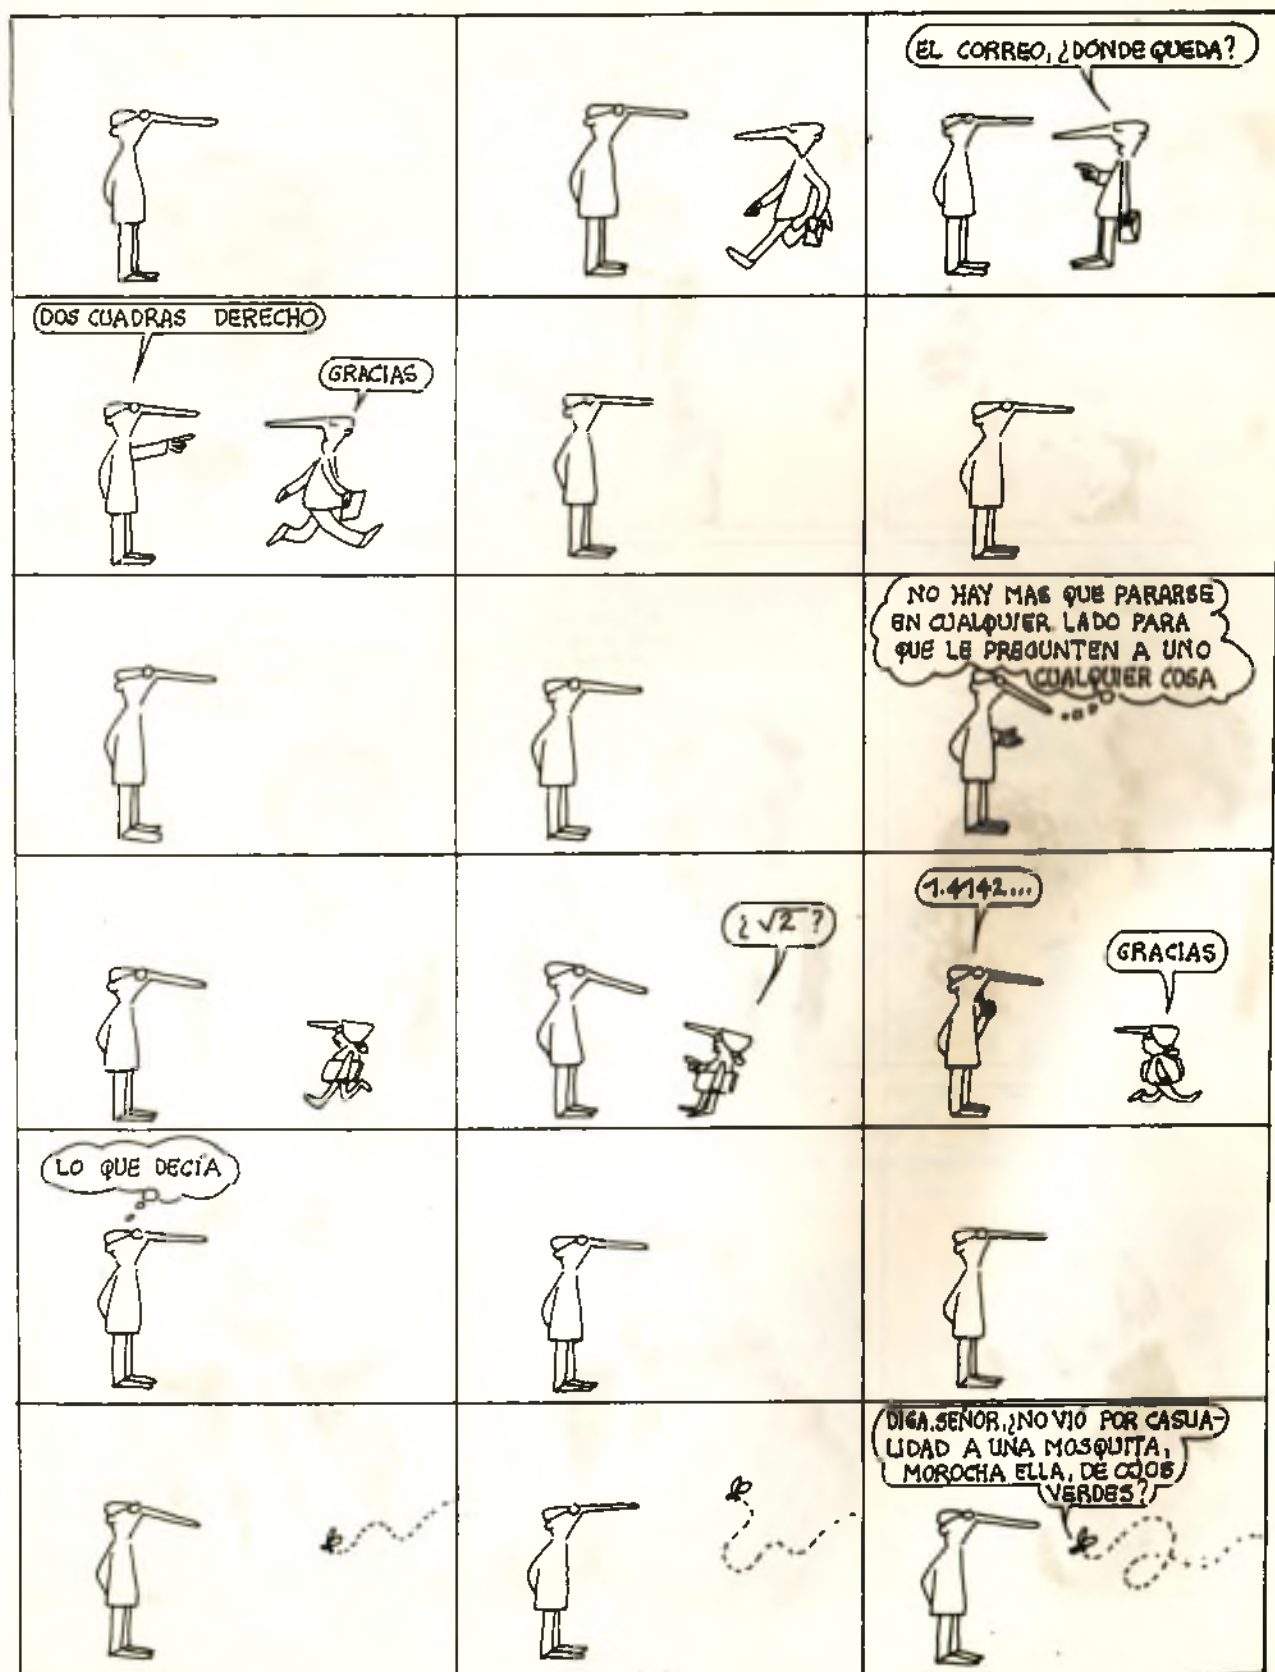 EL CORREO, ¿DONDE QUEDA?
DOS CUADRAS DERECHO
GRACIAS
NO HAY MAS QUE PARARSE
EN CUALQUIER LADO PARA
QUE LE PREGUNTEN A UNO
CUALQUIER COSA
¿√2?
1.4142...
GRACIAS
LO QUE DECÍA
DIGA, SEÑOR, ¿NO VIO POR CASUA-
LIDAD A UNA MOSQUITA,
MOROCHA ELLA, DE OJOS
VERDES?